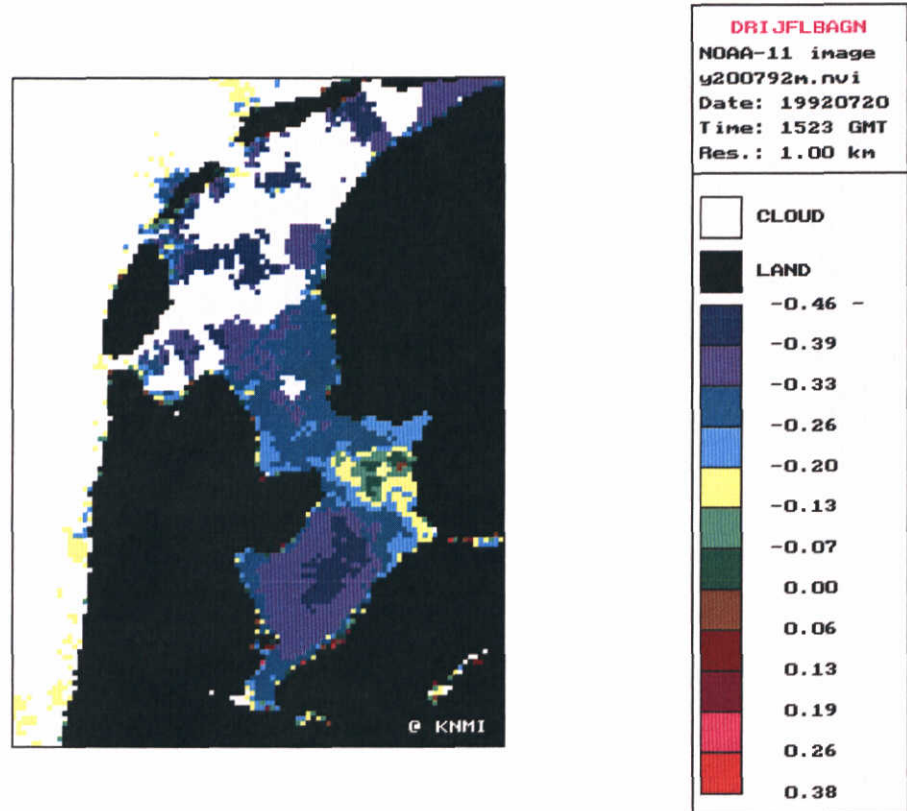 DRIJFLBAGN
NOAA-11 image
y200792m.nvi
Date: 19920720
Time: 1523 GMT
Res.: 1.00 km
CLOUD
LAND
-0.46 -
-0.39
-0.33
-0.26
-0.20
-0.13
-0.07
0.00
0.06
0.13
0.19
0.26
0.38
@ KNMI